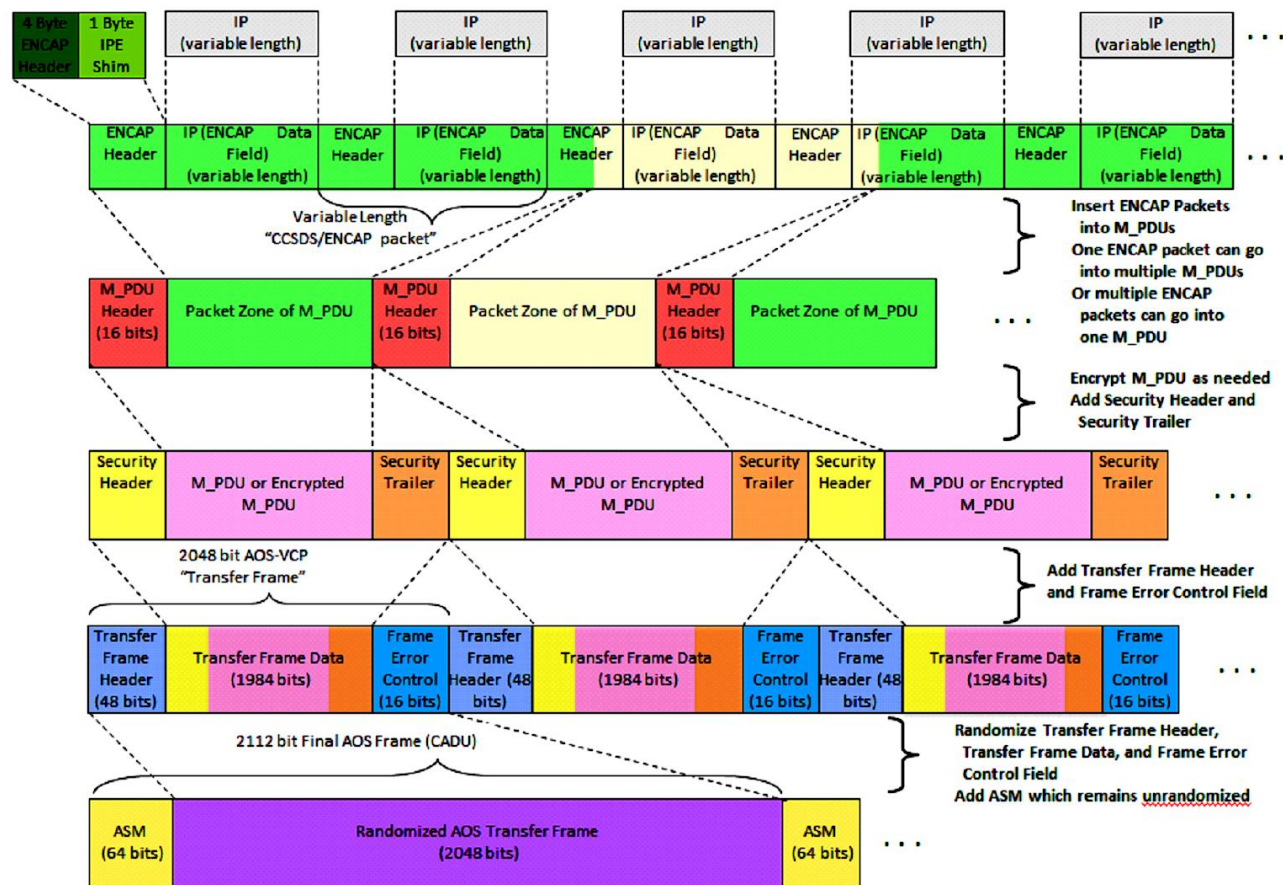 4 Byte
ENCAP
Header
1 Byte
IPE
Shim
IP
(variable length)
IP
(variable length)
IP
(variable length)
IP
(variable length)
IP
(variable length)
. . .
ENCAP
Header
IP (ENCAP Data
Field)
(variable length)
ENCAP
Header
IP (ENCAP Data
Field)
(variable length)
ENCAP
Header
IP (ENCAP Data
Field)
(variable length)
ENCAP
Header
IP (ENCAP Data
Field)
(variable length)
ENCAP
Header
IP (ENCAP Data
Field)
(variable length)
. . .
Variable Length
“CCSDS/ENCAP packet”
Insert ENCAP Packets
into M_PDUs
One ENCAP packet can go
into multiple M_PDUs
Or multiple ENCAP
packets can go into
one M_PDU
M_PDU
Header
(16 bits)
Packet Zone of M_PDU
M_PDU
Header
(16 bits)
Packet Zone of M_PDU
M_PDU
Header
(16 bits)
Packet Zone of M_PDU
. . .
Encrypt M_PDU as needed
Add Security Header and
Security Trailer
Security
Header
M_PDU or Encrypted
M_PDU
Security
Trailer
Security
Header
M_PDU or Encrypted
M_PDU
Security
Trailer
Security
Header
M_PDU or Encrypted
M_PDU
Security
Trailer
. . .
2048 bit AOS-VCP
“Transfer Frame”
Add Transfer Frame Header
and Frame Error Control Field
Transfer
Frame
Header
(48 bits)
Transfer Frame Data
(1984 bits)
Frame
Error
Control
(16 bits)
Transfer
Frame
Header (48
bits)
Transfer Frame Data
(1984 bits)
Frame
Error
Control
(16 bits)
Transfer
Frame
Header (48
bits)
Transfer Frame Data
(1984 bits)
Frame
Error
Control
(16 bits)
. . .
2112 bit Final AOS Frame (CADU)
Randomize Transfer Frame Header,
Transfer Frame Data, and Frame Error
Control Field
Add ASM which remains unrandomized
ASM
(64 bits)
Randomized AOS Transfer Frame
(2048 bits)
ASM
(64 bits)
. . .